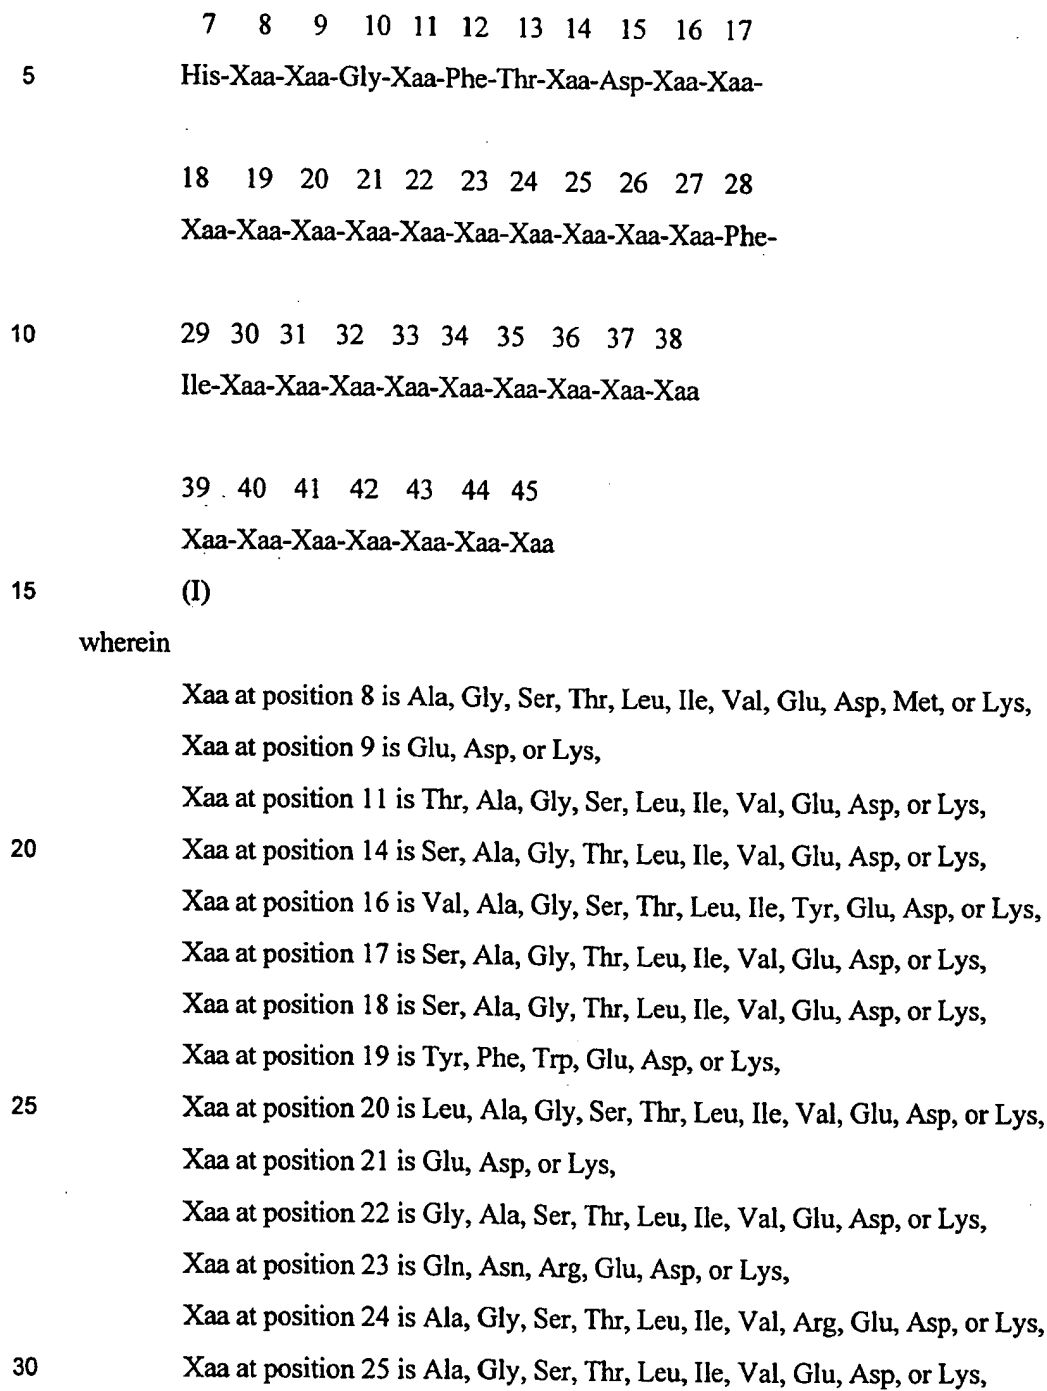 7 8 9 10 11 12 13 14 15 16 17
5 His-Xaa-Xaa-Gly-Xaa-Phe-Thr-Xaa-Asp-Xaa-Xaa-
18 19 20 21 22 23 24 25 26 27 28
Xaa-Xaa-Xaa-Xaa-Xaa-Xaa-Xaa-Xaa-Xaa-Xaa-Phe-
10 29 30 31 32 33 34 35 36 37 38
Ile-Xaa-Xaa-Xaa-Xaa-Xaa-Xaa-Xaa-Xaa-Xaa
39 40 41 42 43 44 45
Xaa-Xaa-Xaa-Xaa-Xaa-Xaa-Xaa
15 (I)
wherein
Xaa at position 8 is Ala, Gly, Ser, Thr, Leu, Ile, Val, Glu, Asp, Met, or Lys,
Xaa at position 9 is Glu, Asp, or Lys,
Xaa at position 11 is Thr, Ala, Gly, Ser, Leu, Ile, Val, Glu, Asp, or Lys,
20 Xaa at position 14 is Ser, Ala, Gly, Thr, Leu, Ile, Val, Glu, Asp, or Lys,
Xaa at position 16 is Val, Ala, Gly, Ser, Thr, Leu, Ile, Tyr, Glu, Asp, or Lys,
Xaa at position 17 is Ser, Ala, Gly, Thr, Leu, Ile, Val, Glu, Asp, or Lys,
Xaa at position 18 is Ser, Ala, Gly, Thr, Leu, Ile, Val, Glu, Asp, or Lys,
Xaa at position 19 is Tyr, Phe, Trp, Glu, Asp, or Lys,
25 Xaa at position 20 is Leu, Ala, Gly, Ser, Thr, Leu, Ile, Val, Glu, Asp, or Lys,
Xaa at position 21 is Glu, Asp, or Lys,
Xaa at position 22 is Gly, Ala, Ser, Thr, Leu, Ile, Val, Glu, Asp, or Lys,
Xaa at position 23 is Gln, Asn, Arg, Glu, Asp, or Lys,
Xaa at position 24 is Ala, Gly, Ser, Thr, Leu, Ile, Val, Arg, Glu, Asp, or Lys,
30 Xaa at position 25 is Ala, Gly, Ser, Thr, Leu, Ile, Val, Glu, Asp, or Lys,